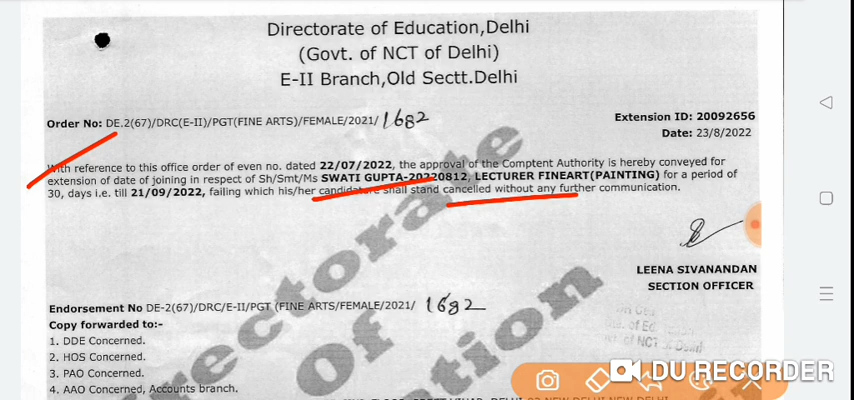 Directorate of Education,Delhi
(Govt. of NCT of Delhi)
E-II Branch,Old Sectt.Delhi
Order No: DE.2(67)/DRC(E-II)/PGT(FINE ARTS)/FEMALE/2021/ 1682
Extension ID: 20092656
Date: 23/8/2022
With reference to this office order of even no. dated 22/07/2022, the approval of the Comptent Authority is hereby conveyed for
extension of date of joining in respect of Sh/Smt/Ms SWATI GUPTA-20220812, LECTURER FINEART(PAINTING) for a period of
30, days i.e. till 21/09/2022, failing which his/her candidature shall stand cancelled without any further communication.
LEENA SIVANANDAN
SECTION OFFICER
Endorsement No DE-2(67)/DRC/E-II/PGT (FINE ARTS/FEMALE/2021/ 1682
Copy forwarded to:-
1. DDE Concerned.
2. HOS Concerned.
3. PAO Concerned.
4. AAO Concerned, Accounts branch.
Directorate
Of
DU RECORDER